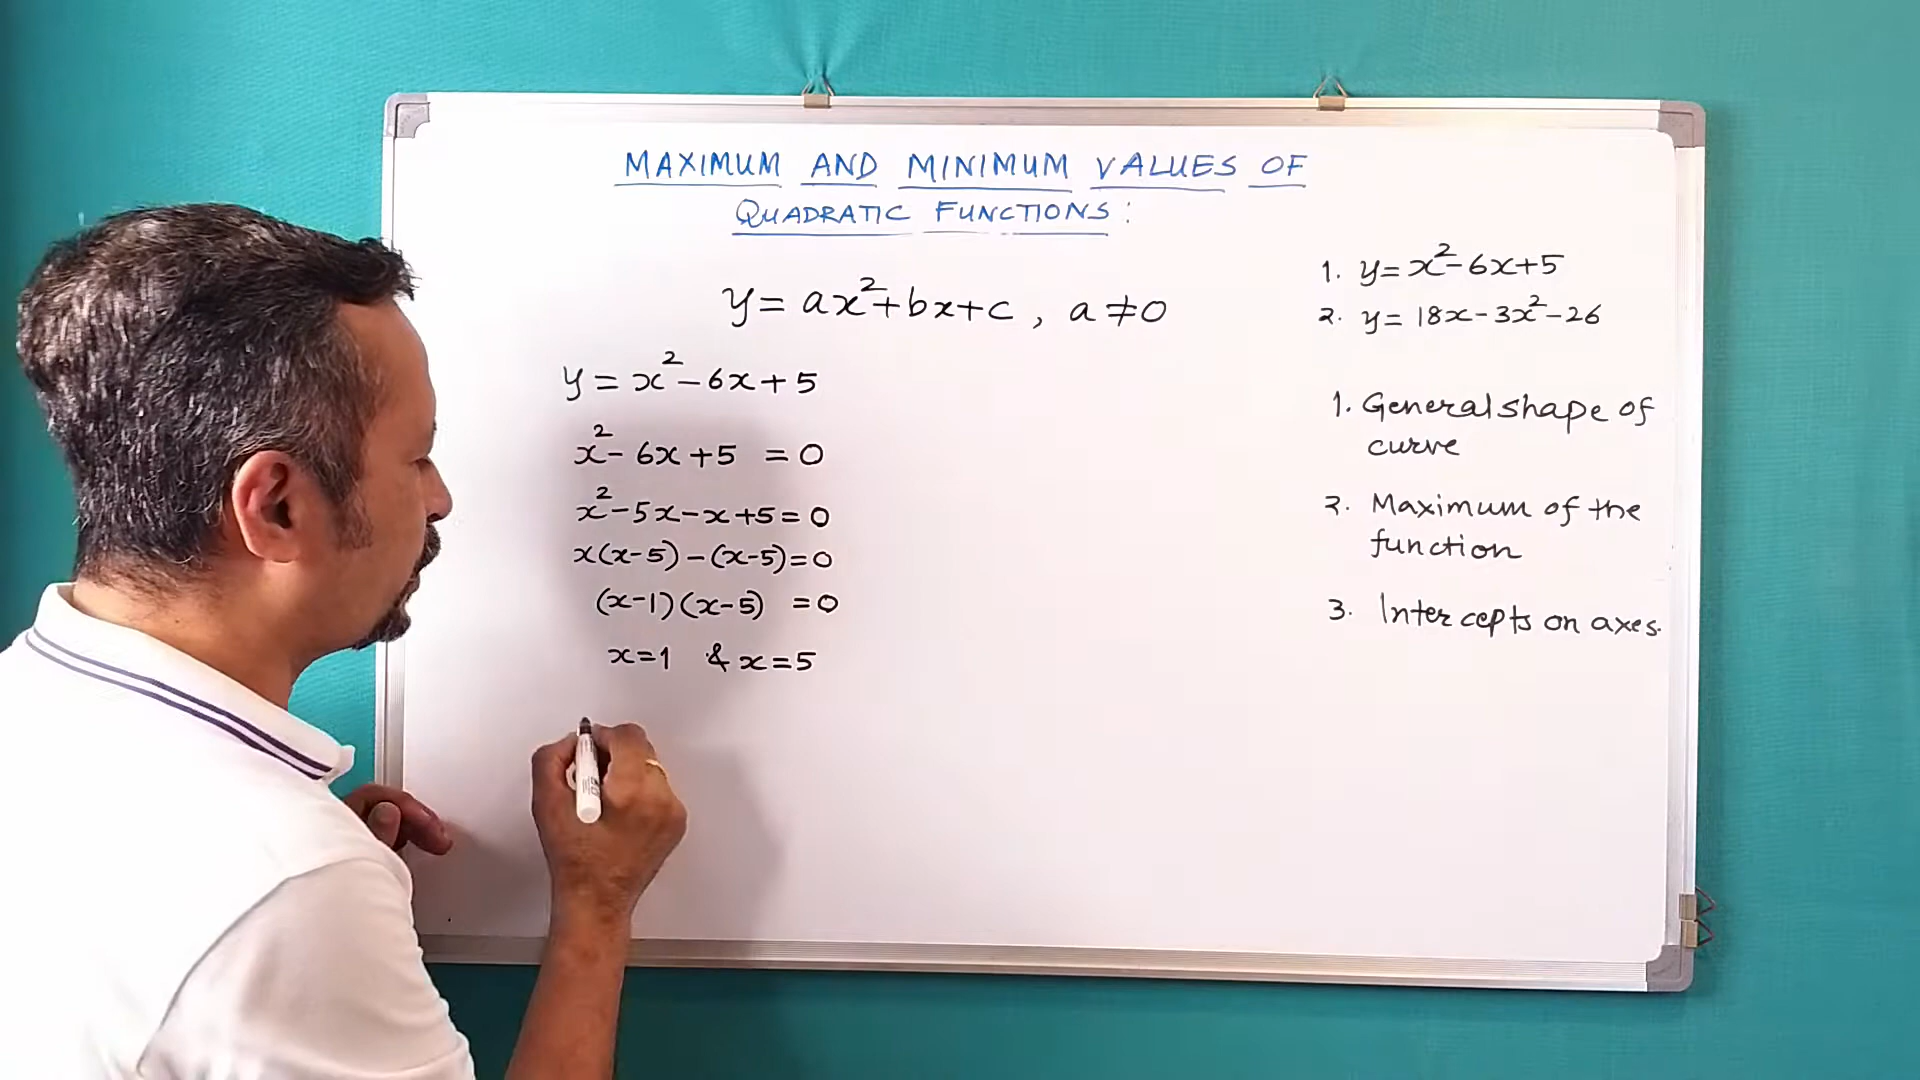 MAXIMUM AND MINIMUM VALUES OF
QUADRATIC FUNCTIONS:
y = ax²+bx+c , a ≠ 0
y = x² - 6x + 5
x² - 6x + 5 = 0
x² - 5x - x + 5 = 0
x(x-5) - (x-5) = 0
(x-1)(x-5) = 0
x=1 & x=5
1. y = x² - 6x + 5
2. y = 18x - 3x² - 26
1. General shape of
curve
2. Maximum of the
function
3. Intercepts on axes.